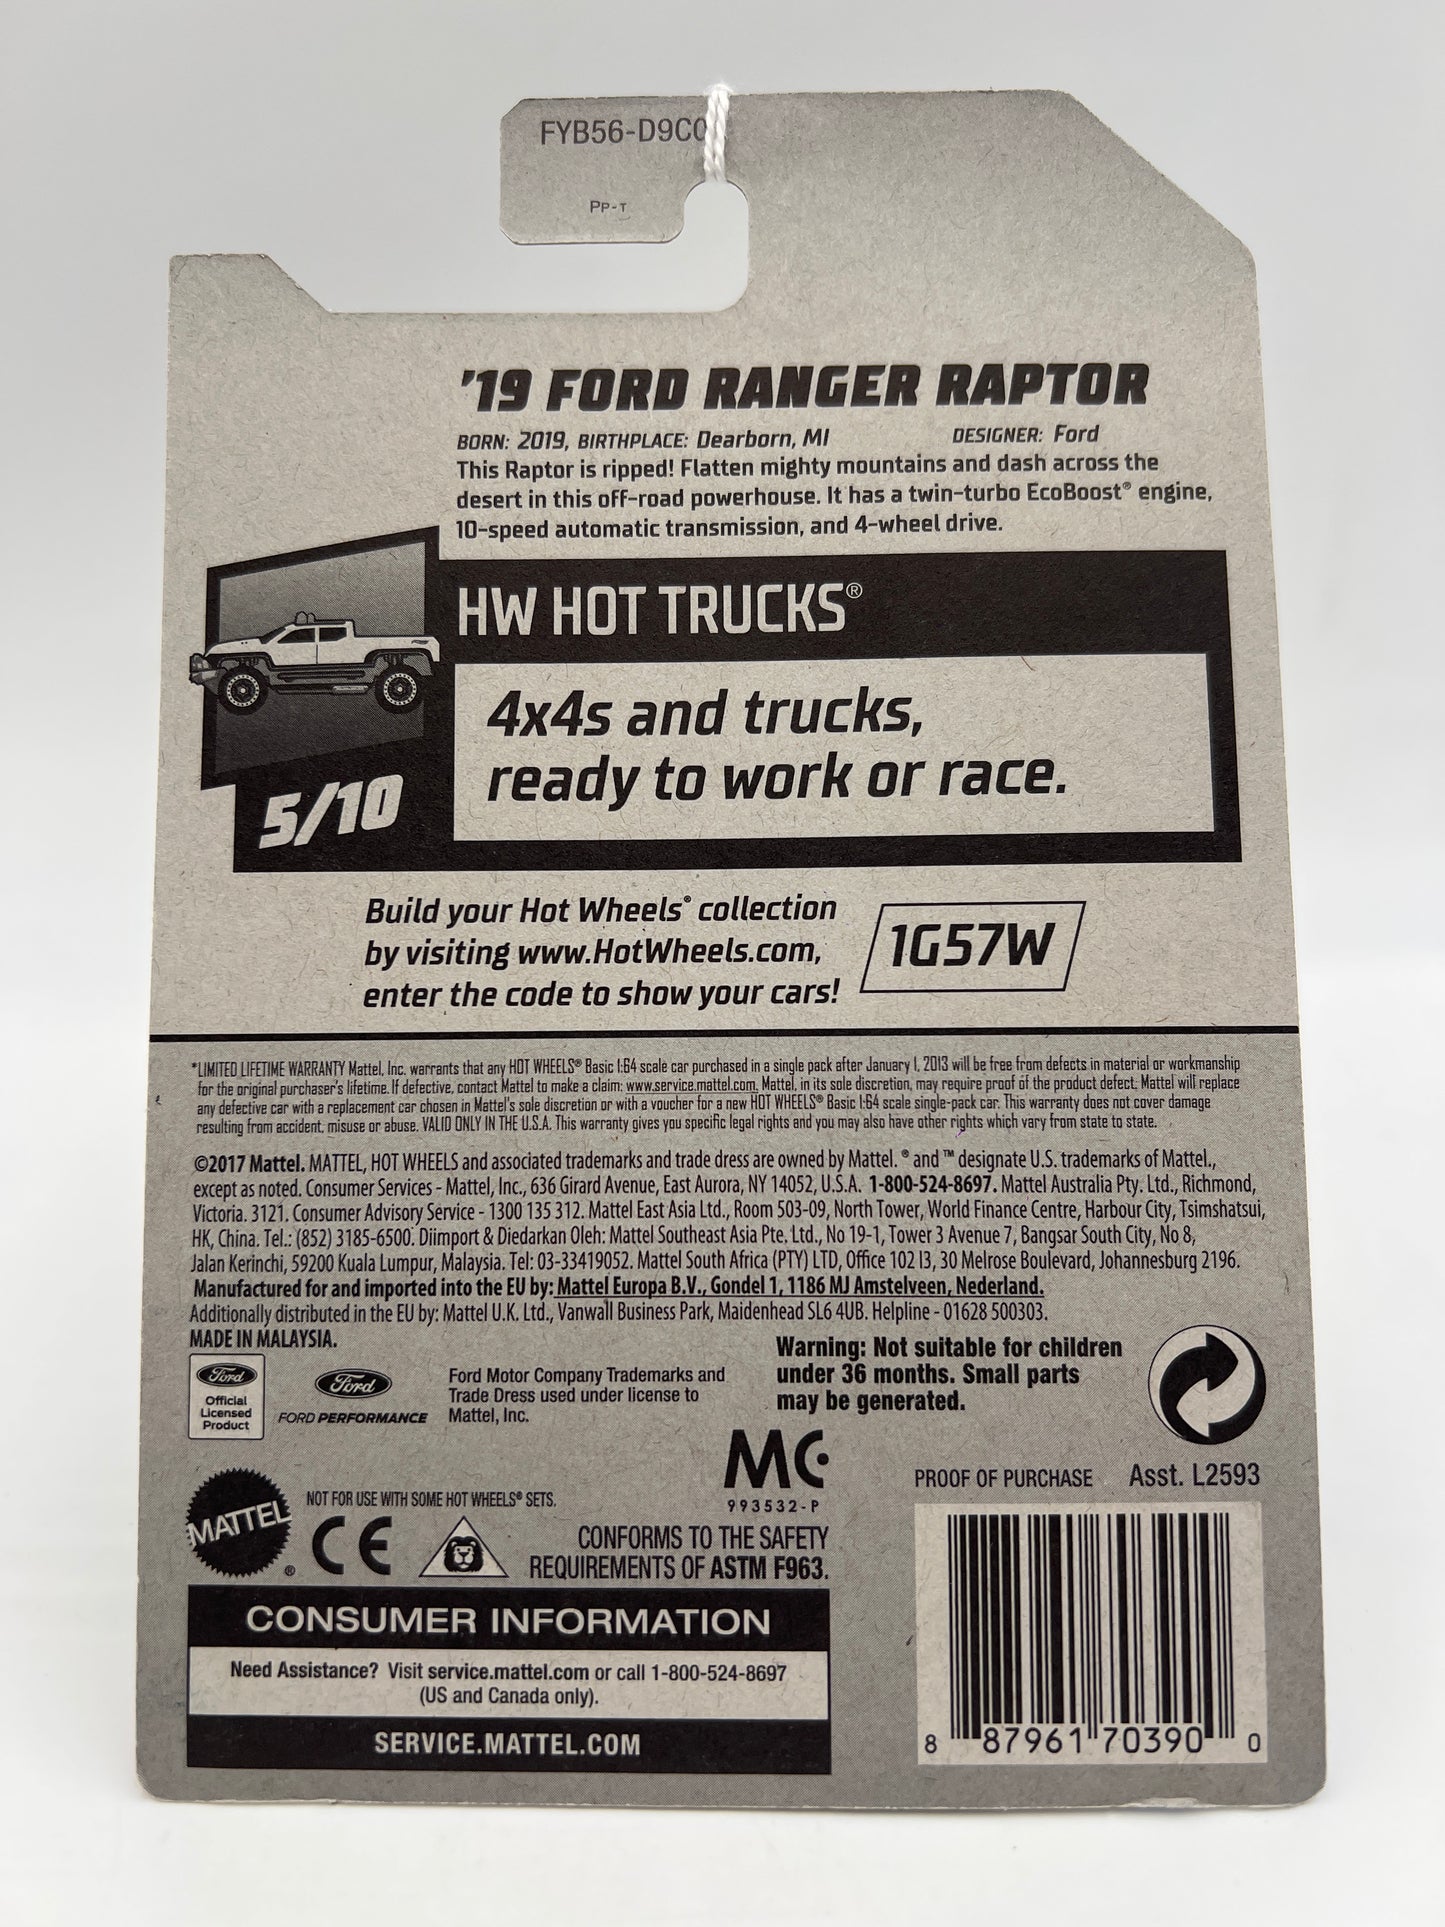 FYB56-D9C0
PP-T
'19 FORD RANGER RAPTOR
BORN: 2019, BIRTHPLACE: Dearborn, MI DESIGNER: Ford
This Raptor is ripped! Flatten mighty mountains and dash across the
desert in this off-road powerhouse. It has a twin-turbo EcoBoost® engine,
10-speed automatic transmission, and 4-wheel drive.
HW HOT TRUCKS®
4x4s and trucks,
ready to work or race.
5/10
Build your Hot Wheels® collection
by visiting www.HotWheels.com,
enter the code to show your cars!
1G57W
*LIMITED LIFETIME WARRANTY Mattel, Inc. warrants that any HOT WHEELS® Basic 1:64 scale car purchased in a single pack after January 1, 2013 will be free from defects in material or workmanship
for the original purchaser's lifetime. If defective, contact Mattel to make a claim: www.service.mattel.com. Mattel, in its sole discretion, may require proof of the product defect. Mattel will replace
any defective car with a replacement car chosen in Mattel's sole discretion or with a voucher for a new HOT WHEELS® Basic 1:64 scale single-pack car. This warranty does not cover damage
resulting from accident, misuse or abuse. VALID ONLY IN THE U.S.A. This warranty gives you specific legal rights and you may also have other rights which vary from state to state.
©2017 Mattel. MATTEL, HOT WHEELS and associated trademarks and trade dress are owned by Mattel. ® and ™ designate U.S. trademarks of Mattel.,
except as noted. Consumer Services - Mattel, Inc., 636 Girard Avenue, East Aurora, NY 14052, U.S.A. 1-800-524-8697. Mattel Australia Pty. Ltd., Richmond,
Victoria. 3121. Consumer Advisory Service - 1300 135 312. Mattel East Asia Ltd., Room 503-09, North Tower, World Finance Centre, Harbour City, Tsimshatsui,
HK, China. Tel.: (852) 3185-6500. Diimport & Diedarkan Oleh: Mattel Southeast Asia Pte. Ltd., No 19-1, Tower 3 Avenue 7, Bangsar South City, No 8,
Jalan Kerinchi, 59200 Kuala Lumpur, Malaysia. Tel: 03-33419052. Mattel South Africa (PTY) LTD, Office 102 I3, 30 Melrose Boulevard, Johannesburg 2196.
Manufactured for and imported into the EU by: Mattel Europa B.V., Gondel 1, 1186 MJ Amstelveen, Nederland.
Additionally distributed in the EU by: Mattel U.K. Ltd., Vanwall Business Park, Maidenhead SL6 4UB. Helpline - 01628 500303.
MADE IN MALAYSIA.
Ford
Official
Licensed
Product
Ford
FORD PERFORMANCE
Ford Motor Company Trademarks and
Trade Dress used under license to
Mattel, Inc.
Warning: Not suitable for children
under 36 months. Small parts
may be generated.
MC
993532-P
PROOF OF PURCHASE Asst. L2593
MATTEL®
NOT FOR USE WITH SOME HOT WHEELS® SETS.
CE
CONFORMS TO THE SAFETY
REQUIREMENTS OF ASTM F963.
CONSUMER INFORMATION
Need Assistance? Visit service.mattel.com or call 1-800-524-8697
(US and Canada only).
SERVICE.MATTEL.COM
8 87961 70390 0